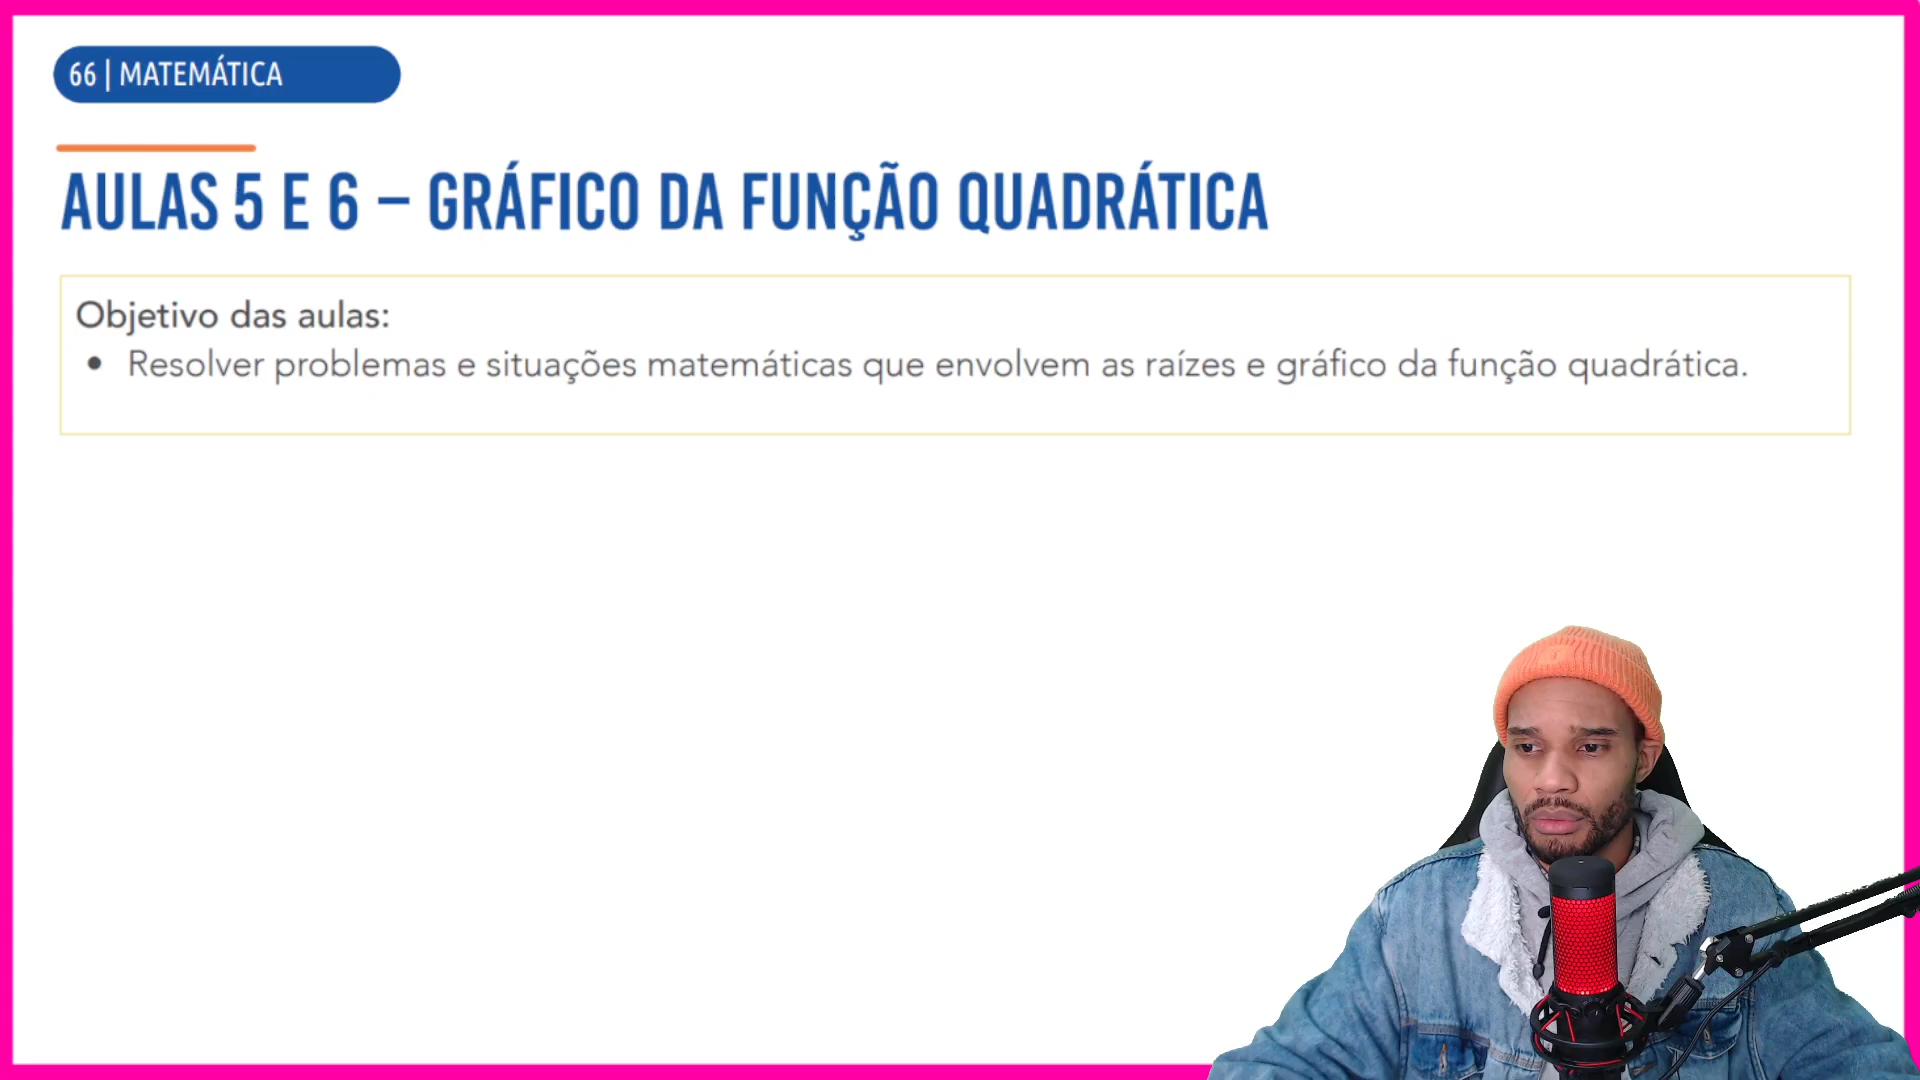 66 | MATEMÁTICA
AULAS 5 E 6 – GRÁFICO DA FUNÇÃO QUADRÁTICA
Objetivo das aulas:
• Resolver problemas e situações matemáticas que envolvem as raízes e gráfico da função quadrática.